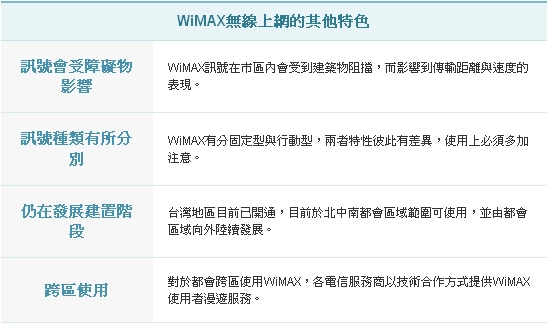 WiMAX無線上網的其他特色
訊號會受障礙物
影響
WiMAX訊號在市區內會受到建築物阻擋，而影響到傳輸距離與速度的
表現。
訊號種類有所分
別
WiMAX有分固定型與行動型，兩者特性彼此有差異，使用上必須多加
注意。
仍在發展建置階
段
台灣地區目前已開通，目前於北中南都會區域範圍可使用，並由都會
區域向外陸續發展。
跨區使用
對於都會跨區使用WiMAX，各電信服務商以技術合作方式提供WiMAX
使用者漫遊服務。